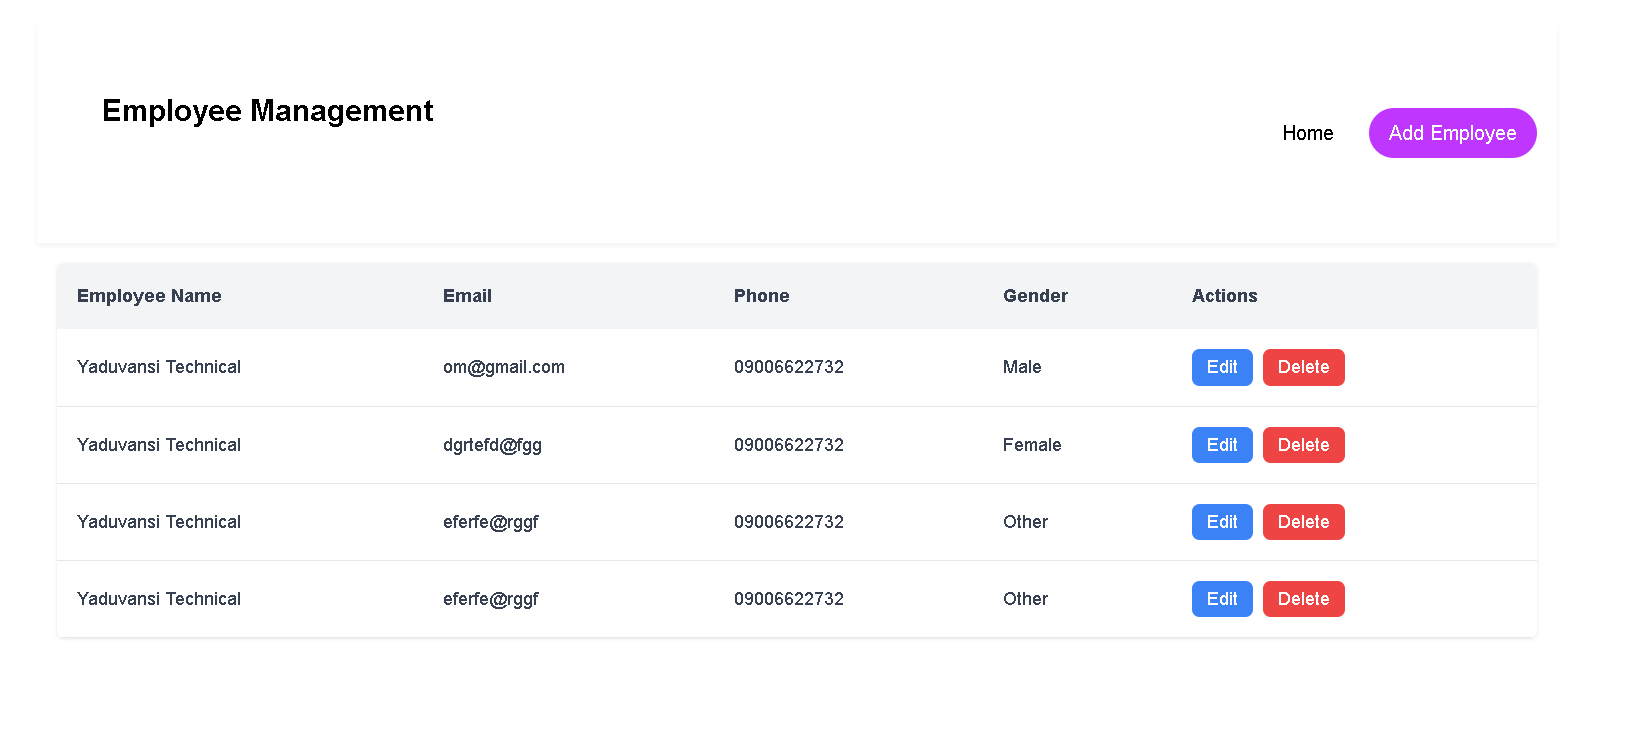 Employee Management
Home Add Employee
Employee Name Email Phone Gender Actions
Yaduvansi Technical om@gmail.com 09006622732 Male Edit Delete
Yaduvansi Technical dgrtefd@fgg 09006622732 Female Edit Delete
Yaduvansi Technical eferfe@rggf 09006622732 Other Edit Delete
Yaduvansi Technical eferfe@rggf 09006622732 Other Edit Delete